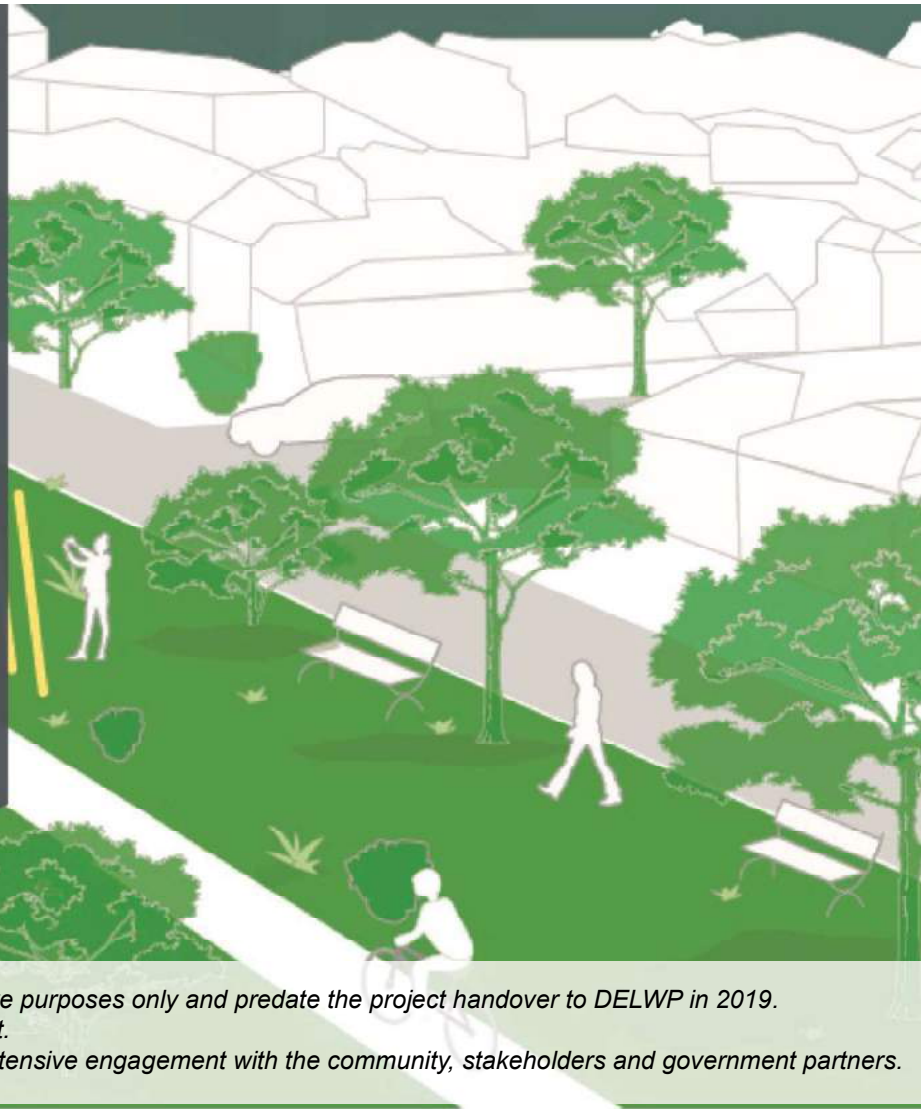 e purposes only and predate the project handover to DELWP in 2019.
t.
tensive engagement with the community, stakeholders and government partners.